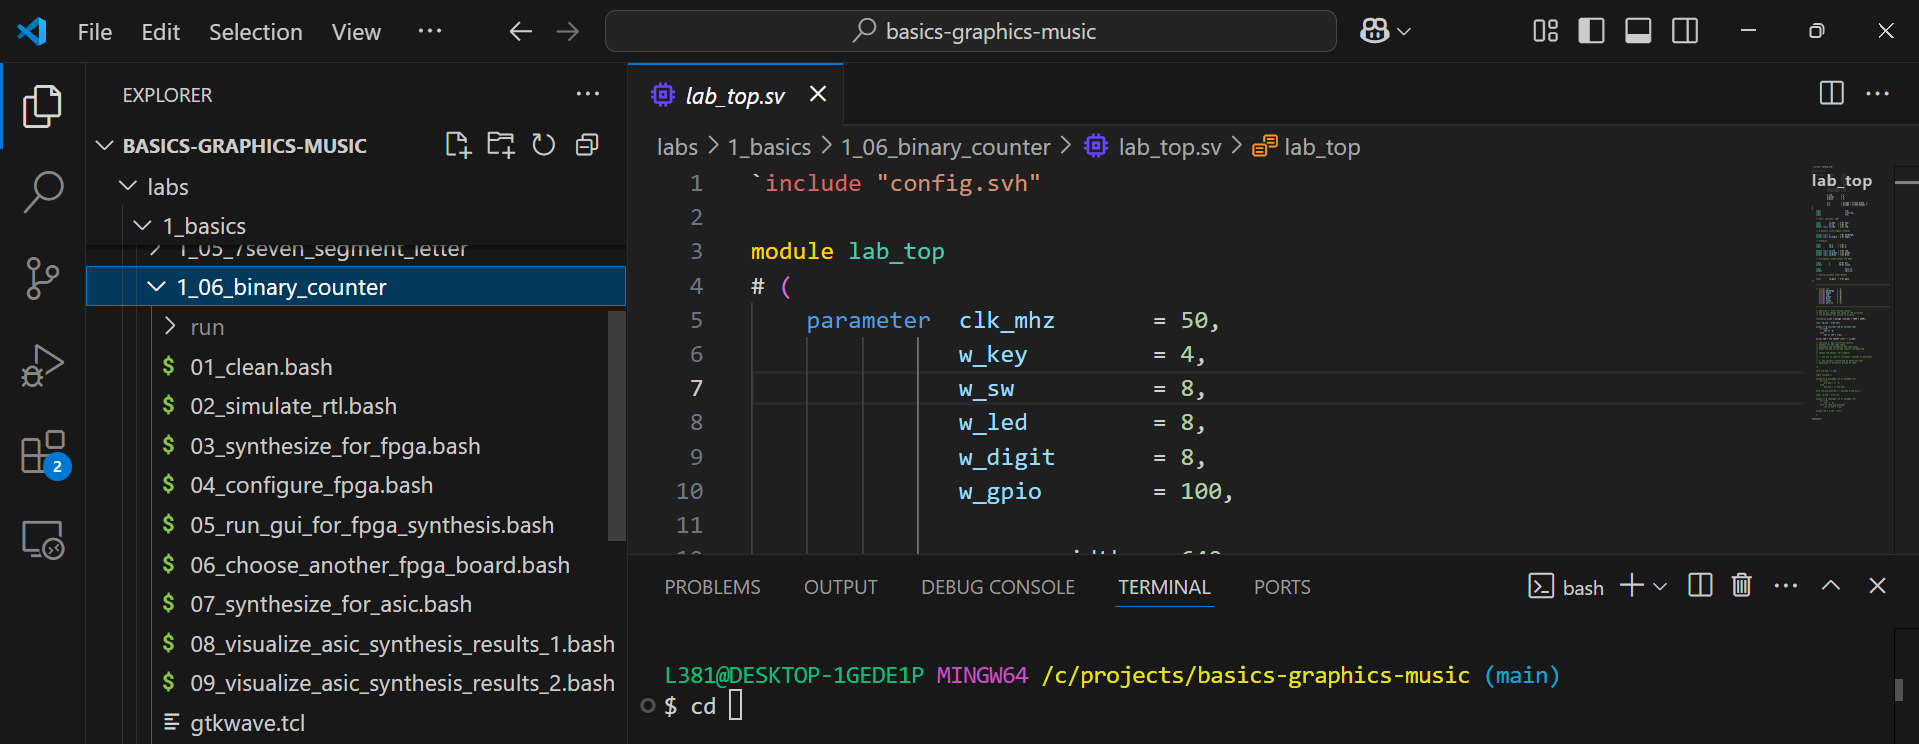 File Edit Selection View ··· basics-graphics-music
EXPLORER ···
BASICS-GRAPHICS-MUSIC
labs
1_basics
1_05_7seven_segment_letter
1_06_binary_counter
run
$ 01_clean.bash
$ 02_simulate_rtl.bash
$ 03_synthesize_for_fpga.bash
$ 04_configure_fpga.bash
$ 05_run_gui_for_fpga_synthesis.bash
$ 06_choose_another_fpga_board.bash
$ 07_synthesize_for_asic.bash
$ 08_visualize_asic_synthesis_results_1.bash
$ 09_visualize_asic_synthesis_results_2.bash
gtkwave.tcl
2
lab_top.sv
labs > 1_basics > 1_06_binary_counter > lab_top.sv > lab_top
1 `include "config.svh"
2
3 module lab_top
4 # (
5 parameter clk_mhz = 50,
6 w_key = 4,
7 w_sw = 8,
8 w_led = 8,
9 w_digit = 8,
10 w_gpio = 100,
11
lab_top
PROBLEMS OUTPUT DEBUG CONSOLE TERMINAL PORTS bash
L381@DESKTOP-1GEDE1P MINGW64 /c/projects/basics-graphics-music (main)
$ cd